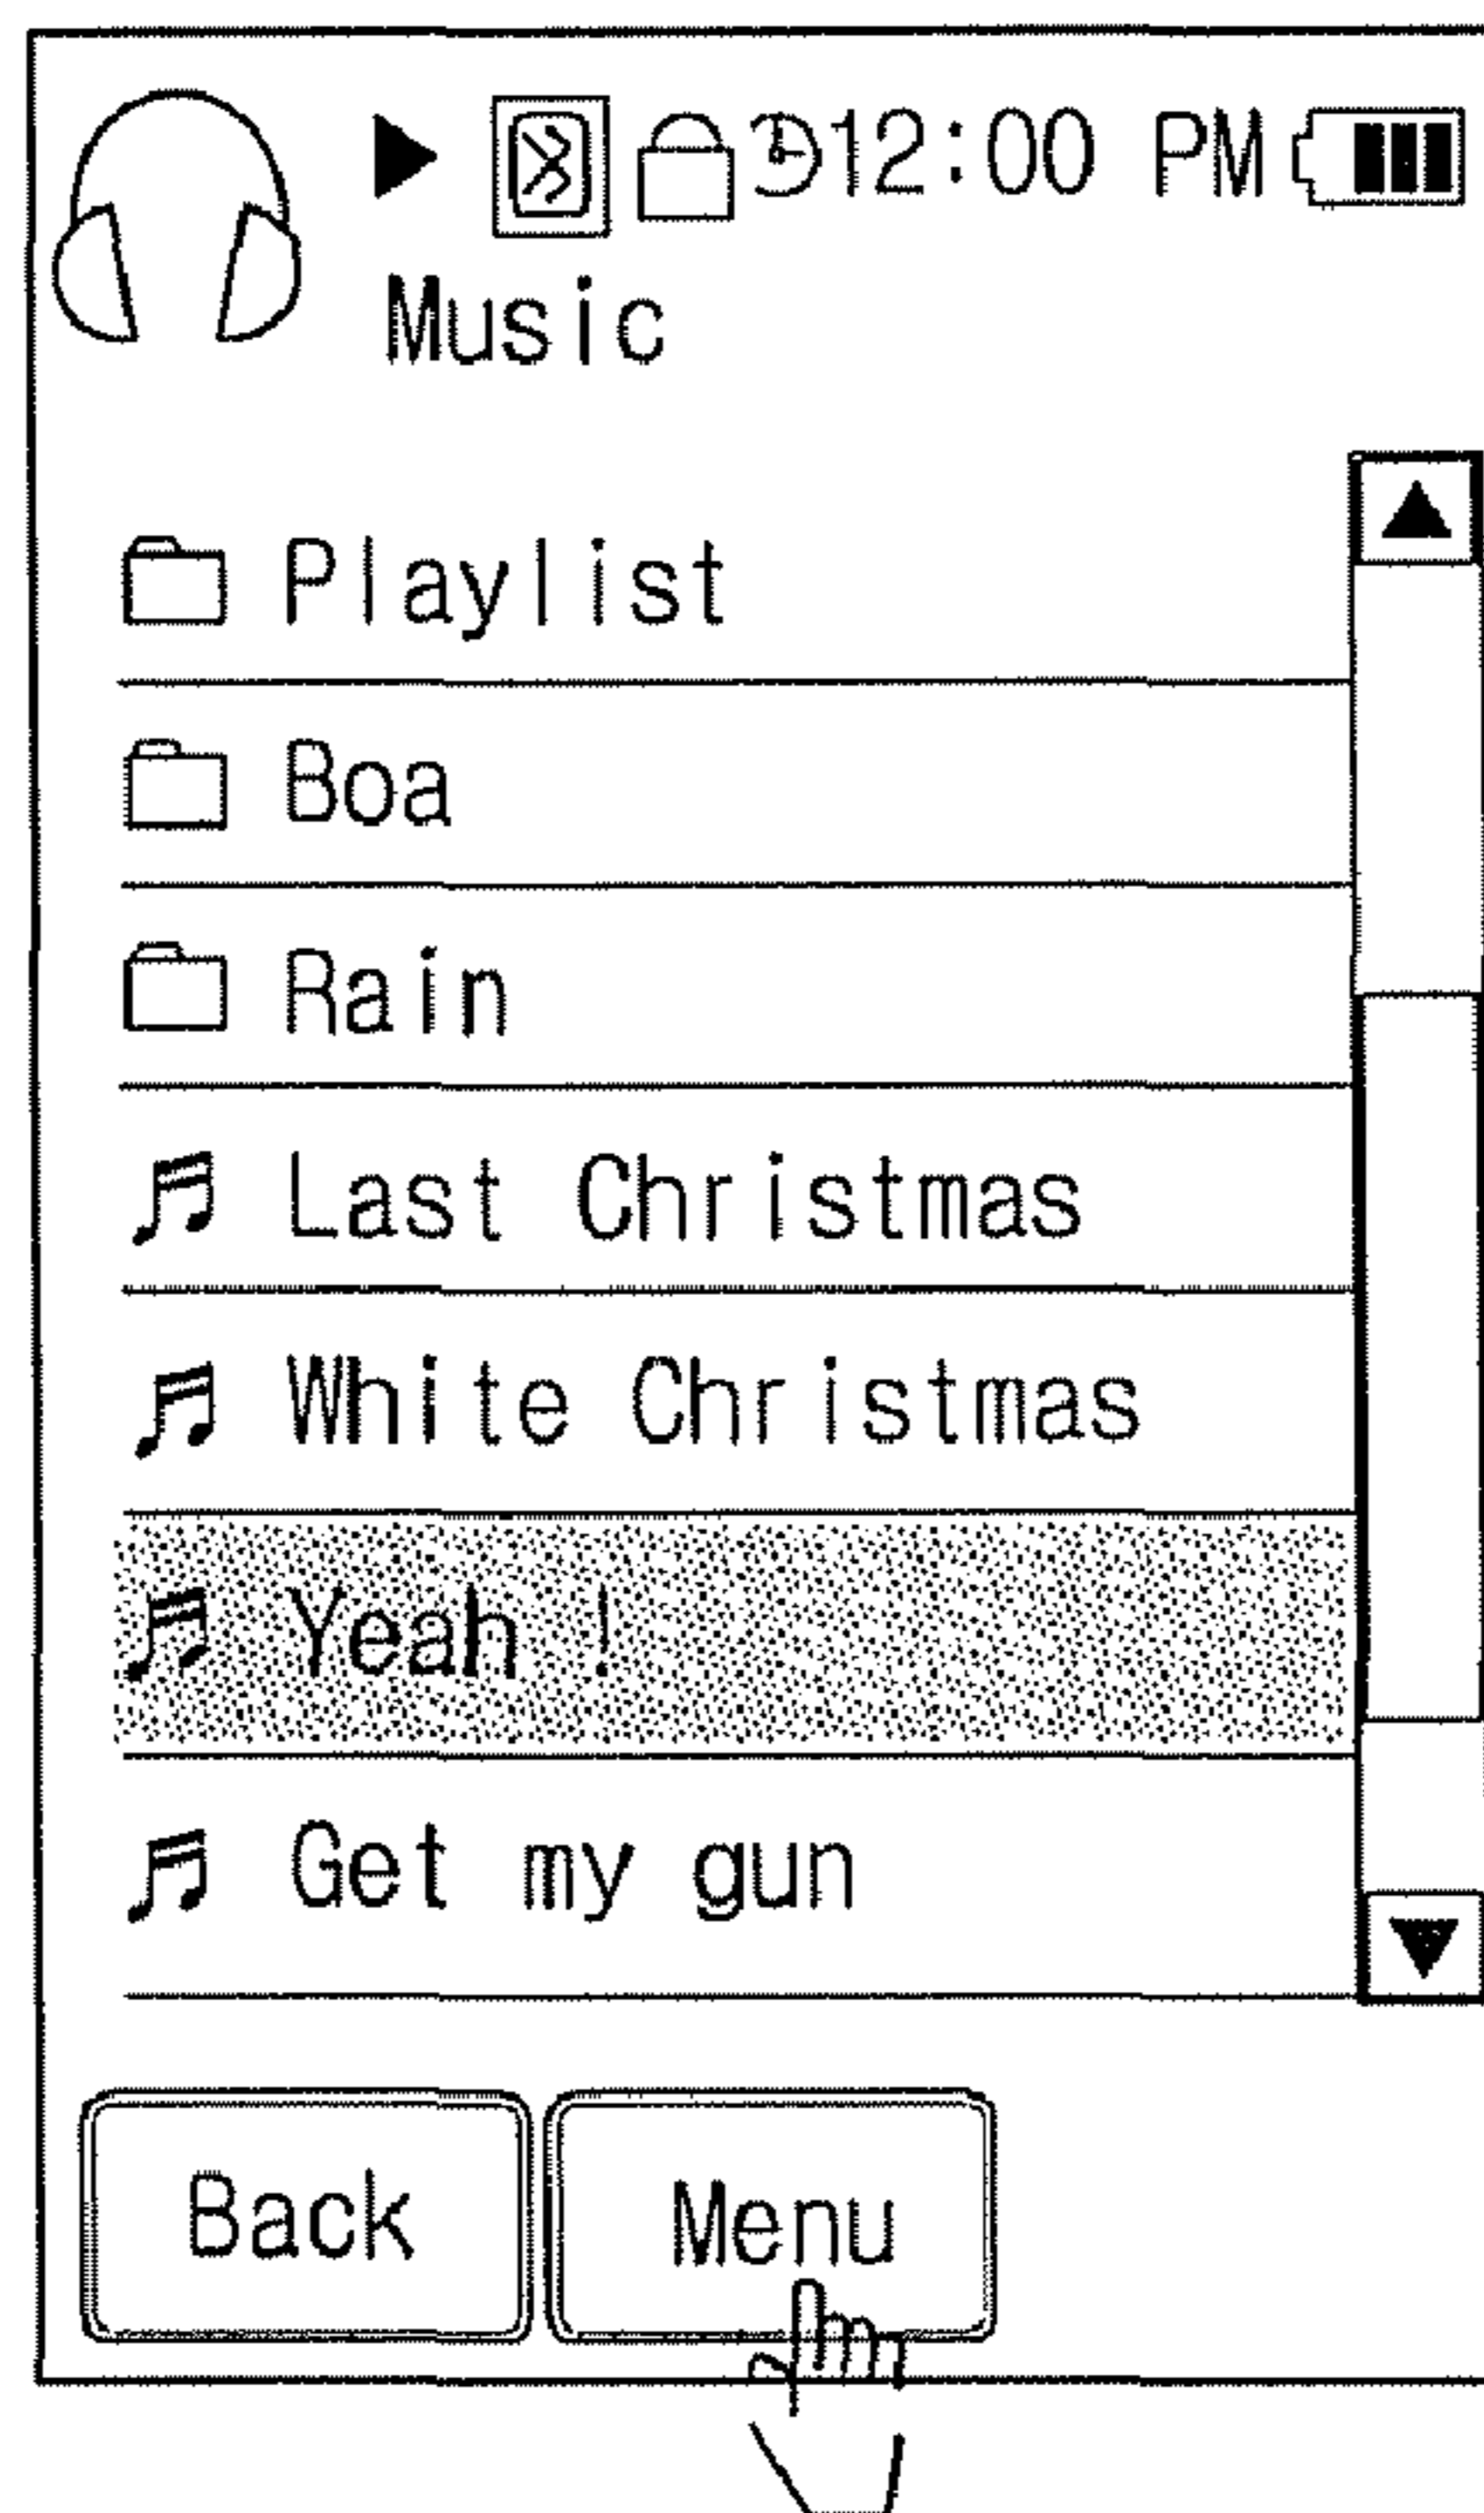 12:00 PM
Music
Playlist
Boa
Rain
Last Christmas
White Christmas
Yeah !
Get my gun
Back
Menu